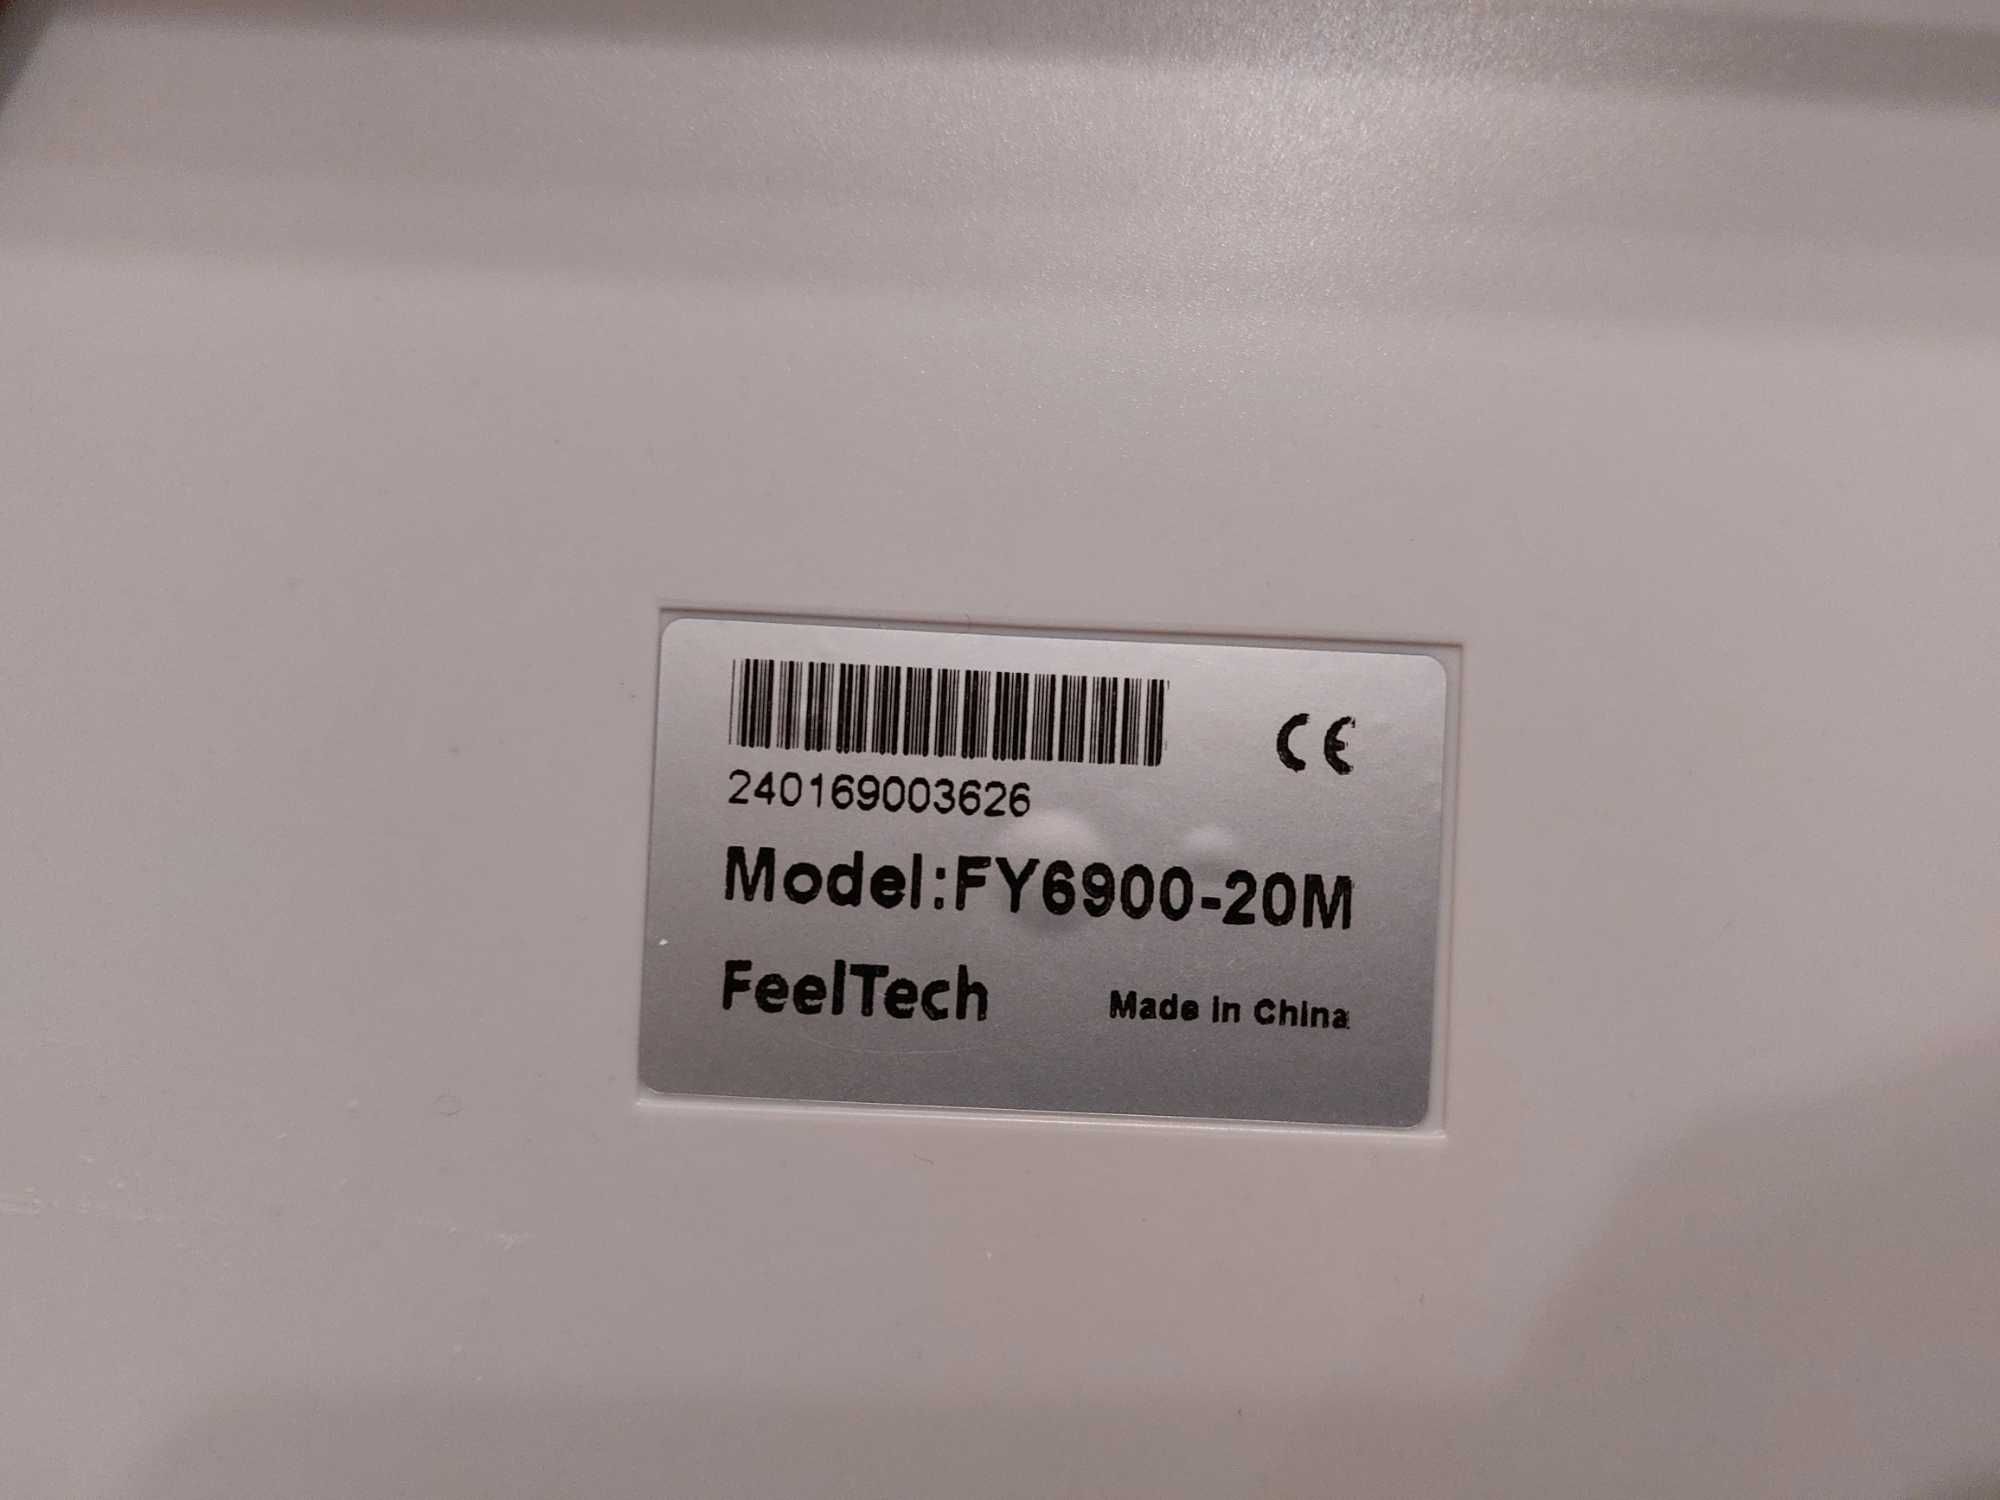 CE
240169003626
Model:FY6900-20M
FeelTech
Made in China